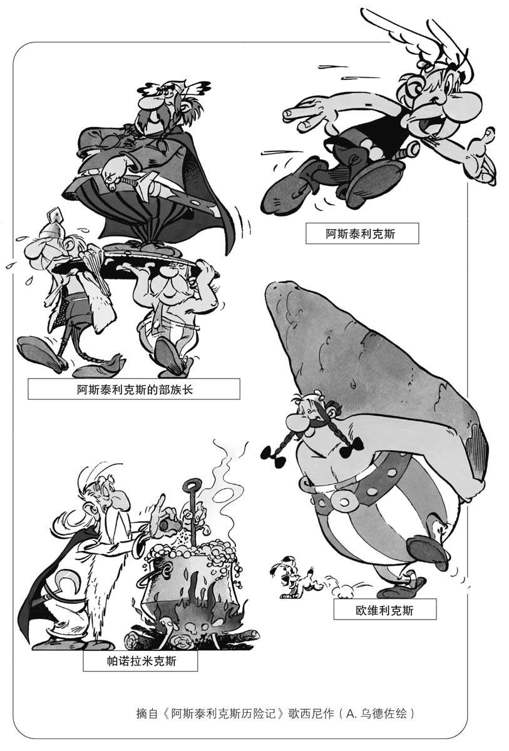 阿斯泰利克斯
阿斯泰利克斯的部族长
欧维利克斯
帕诺拉米克斯
摘自《阿斯泰利克斯历险记》歌西尼作（A. 乌德佐绘）